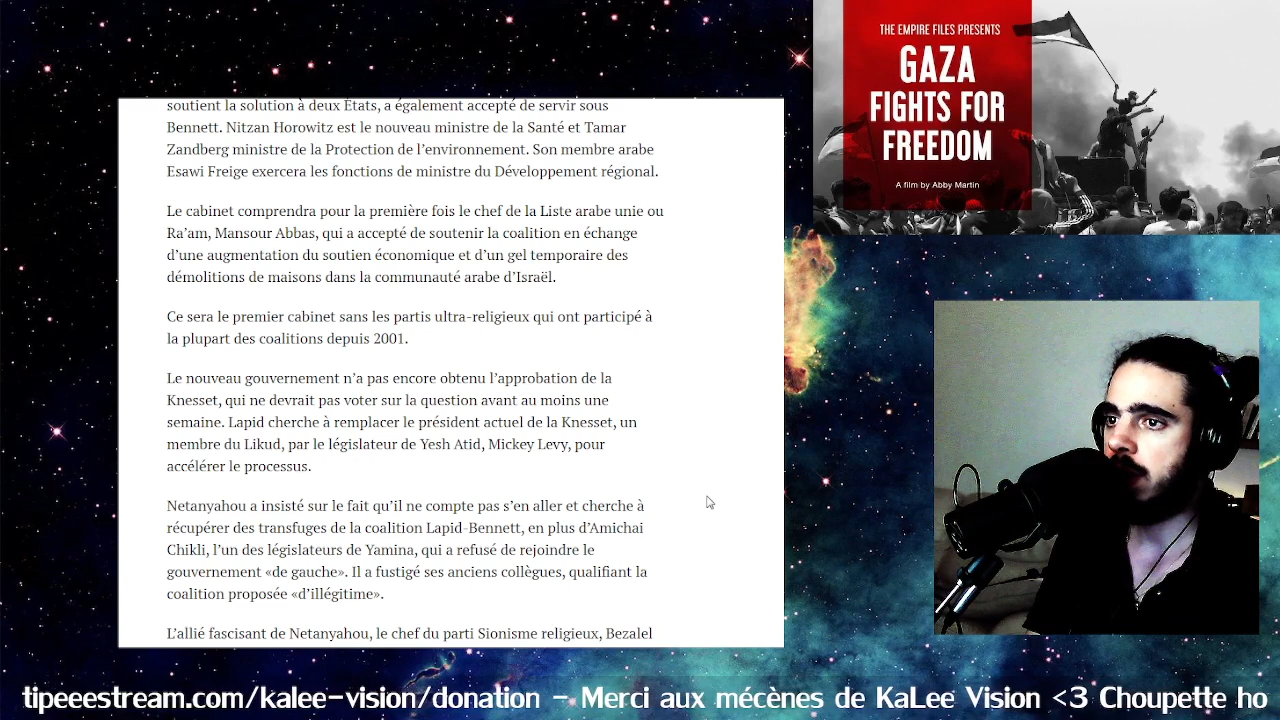 soutient la solution à deux États, a également accepté de servir sous
Bennett. Nitzan Horowitz est le nouveau ministre de la Santé et Tamar
Zandberg ministre de la Protection de l’environnement. Son membre arabe
Esawi Freige exercera les fonctions de ministre du Développement régional.
Le cabinet comprendra pour la première fois le chef de la Liste arabe unie ou
Ra’am, Mansour Abbas, qui a accepté de soutenir la coalition en échange
d’une augmentation du soutien économique et d’un gel temporaire des
démolitions de maisons dans la communauté arabe d’Israël.
Ce sera le premier cabinet sans les partis ultra-religieux qui ont participé à
la plupart des coalitions depuis 2001.
Le nouveau gouvernement n’a pas encore obtenu l’approbation de la
Knesset, qui ne devrait pas voter sur la question avant au moins une
semaine. Lapid cherche à remplacer le président actuel de la Knesset, un
membre du Likud, par le législateur de Yesh Atid, Mickey Levy, pour
accélérer le processus.
Netanyahou a insisté sur le fait qu’il ne compte pas s’en aller et cherche à
récupérer des transfuges de la coalition Lapid-Bennett, en plus d’Amichai
Chikli, l’un des législateurs de Yamina, qui a refusé de rejoindre le
gouvernement «de gauche». Il a fustigé ses anciens collègues, qualifiant la
coalition proposée «d’illégitime».
L’allié fascisant de Netanyahou, le chef du parti Sionisme religieux, Bezalel
THE EMPIRE FILES PRESENTS
GAZA
FIGHTS FOR
FREEDOM
A film by Abby Martin
tipeeestream.com/kalee-vision/donation - Merci aux mécènes de KaLee Vision <3 Choupette ho